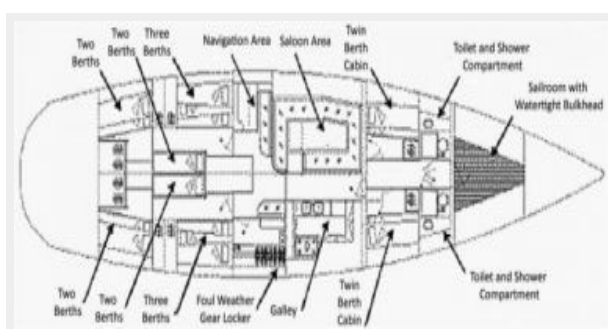 Two
Berths
Two
Berths
Three
Berths
Navigation Area
Saloon Area
Twin
Berth
Cabin
Toilet and Shower
Compartment
Sailroom with
Watertight Bulkhead
Two
Berths
Two
Berths
Three
Berths
Foul Weather
Gear Locker
Galley
Twin
Berth
Cabin
Toilet and Shower
Compartment